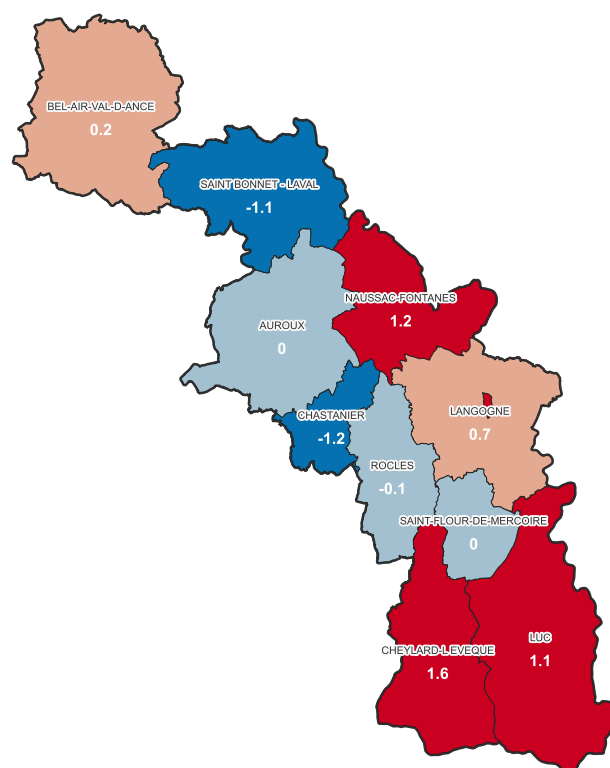 BEL-AIR-VAL-D-ANCE
0.2
SAINT BONNET - LAVAL
-1.1
NAUSSAC-FONTANES
1.2
AUROUX
0
CHASTANIER
-1.2
LANGOGNE
0.7
ROCLES
-0.1
SAINT-FLOUR-DE-MERCOIRE
0
CHEYLARD-L EVEQUE
1.6
LUC
1.1